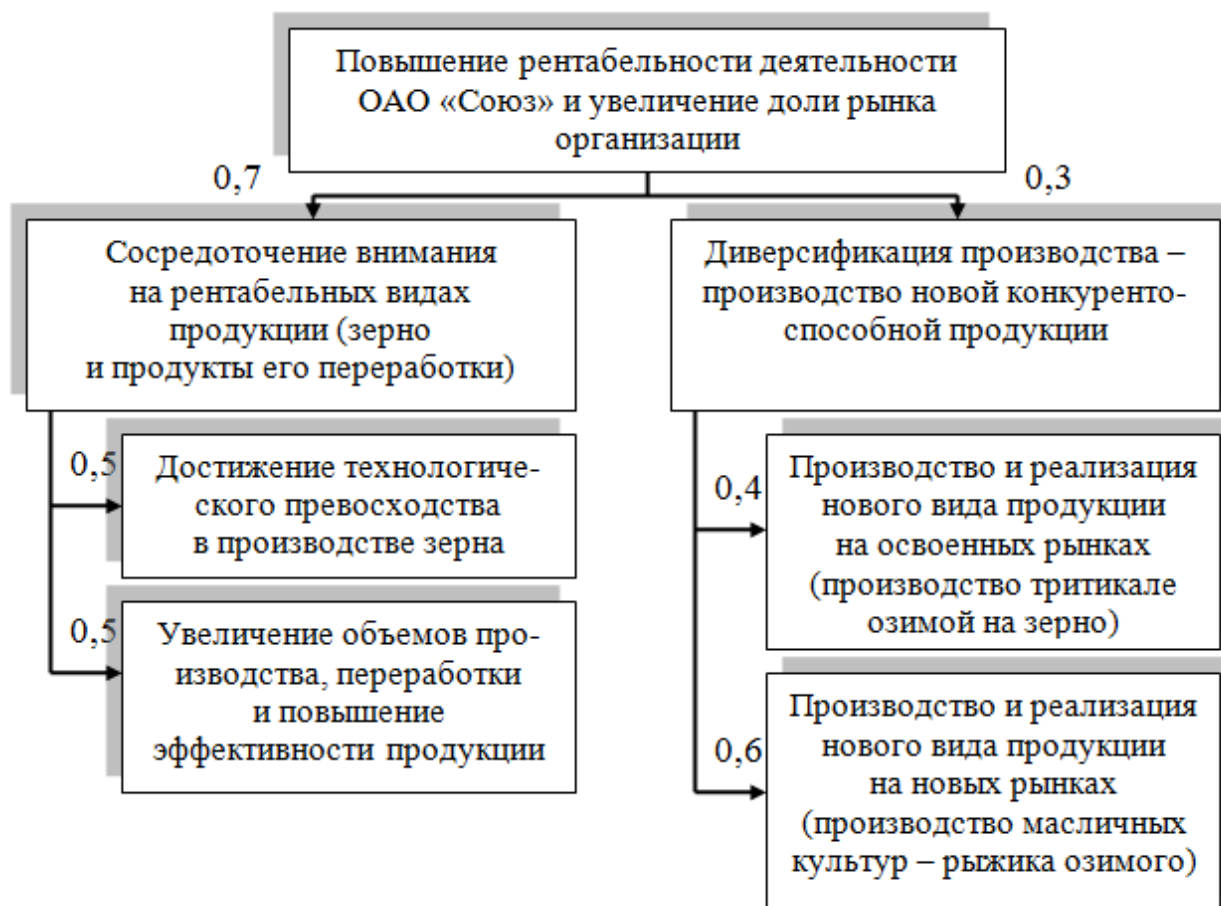 Повышение рентабельности деятельности
ОАО «Союз» и увеличение доли рынка
организации
0,7
0,3
Сосредоточение внимания
на рентабельных видах
продукции (зерно
и продукты его переработки)
Диверсификация производства –
производство новой конкуренто-
способной продукции
0,5
Достижение технологиче-
ского превосходства
в производстве зерна
0,5
Увеличение объемов про-
изводства, переработки
и повышение
эффективности продукции
0,4
Производство и реализация
нового вида продукции
на освоенных рынках
(производство тритикале
озимой на зерно)
0,6
Производство и реализация
нового вида продукции
на новых рынках
(производство масличных
культур – рыжика озимого)